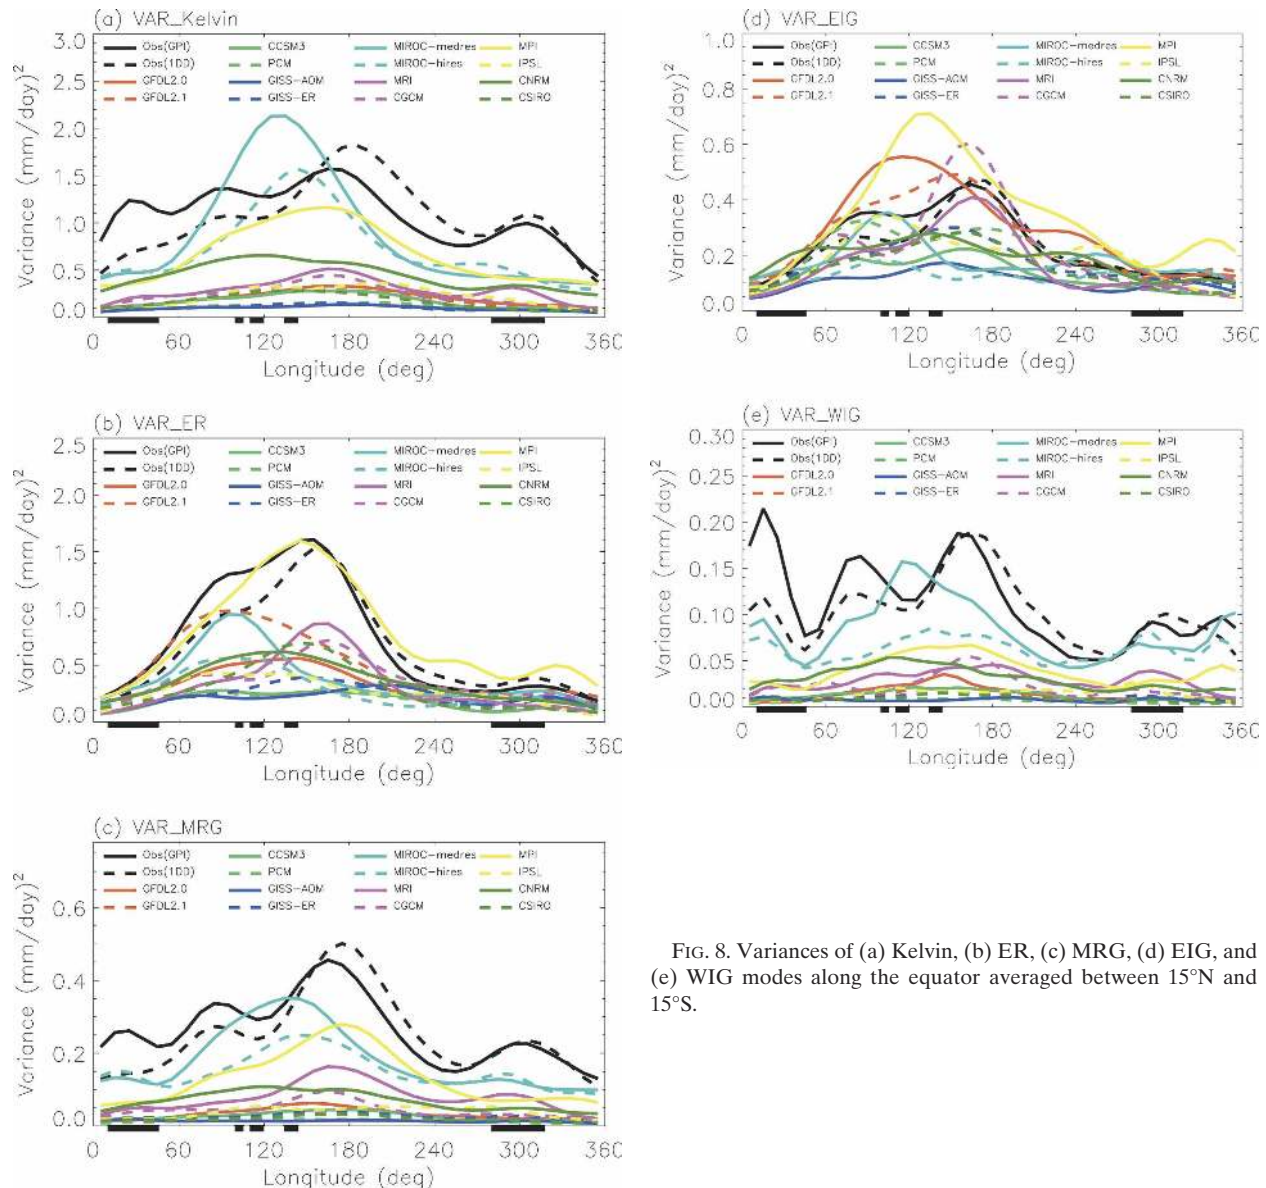 (a) VAR_Kelvin
Obs(GPI) CCSM3 MIROC-medres MPI
Obs(1DD) PCM MIROC-hires IPSL
GFDL2.0 GISS-AOM MRI CNRM
GFDL2.1 GISS-ER CGCM CSIRO
3.0
2.5
2.0
1.5
1.0
0.5
0.0
Variance (mm/day)2
0 60 120 180 240 300 360
Longitude (deg)
(b) VAR_ER
Obs(GPI) CCSM3 MIROC-medres MPI
Obs(1DD) PCM MIROC-hires IPSL
GFDL2.0 GISS-AOM MRI CNRM
GFDL2.1 GISS-ER CGCM CSIRO
2.5
2.0
1.5
1.0
0.5
0.0
Variance (mm/day)2
0 60 120 180 240 300 360
Longitude (deg)
(c) VAR_MRG
Obs(GPI) CCSM3 MIROC-medres MPI
Obs(1DD) PCM MIROC-hires IPSL
GFDL2.0 GISS-AOM MRI CNRM
GFDL2.1 GISS-ER CGCM CSIRO
0.6
0.4
0.2
0.0
Variance (mm/day)2
0 60 120 180 240 300 360
Longitude (deg)
(d) VAR_EIG
Obs(GPI) CCSM3 MIROC-medres MPI
Obs(1DD) PCM MIROC-hires IPSL
GFDL2.0 GISS-AOM MRI CNRM
GFDL2.1 GISS-ER CGCM CSIRO
1.0
0.8
0.6
0.4
0.2
0.0
Variance (mm/day)2
0 60 120 180 240 300 360
Longitude (deg)
(e) VAR_WIG
Obs(GPI) CCSM3 MIROC-medres MPI
Obs(1DD) PCM MIROC-hires IPSL
GFDL2.0 GISS-AOM MRI CNRM
GFDL2.1 GISS-ER CGCM CSIRO
0.30
0.25
0.20
0.15
0.10
0.05
0.00
Variance (mm/day)2
0 60 120 180 240 300 360
Longitude (deg)
FIG. 8. Variances of (a) Kelvin, (b) ER, (c) MRG, (d) EIG, and
(e) WIG modes along the equator averaged between 15°N and
15°S.